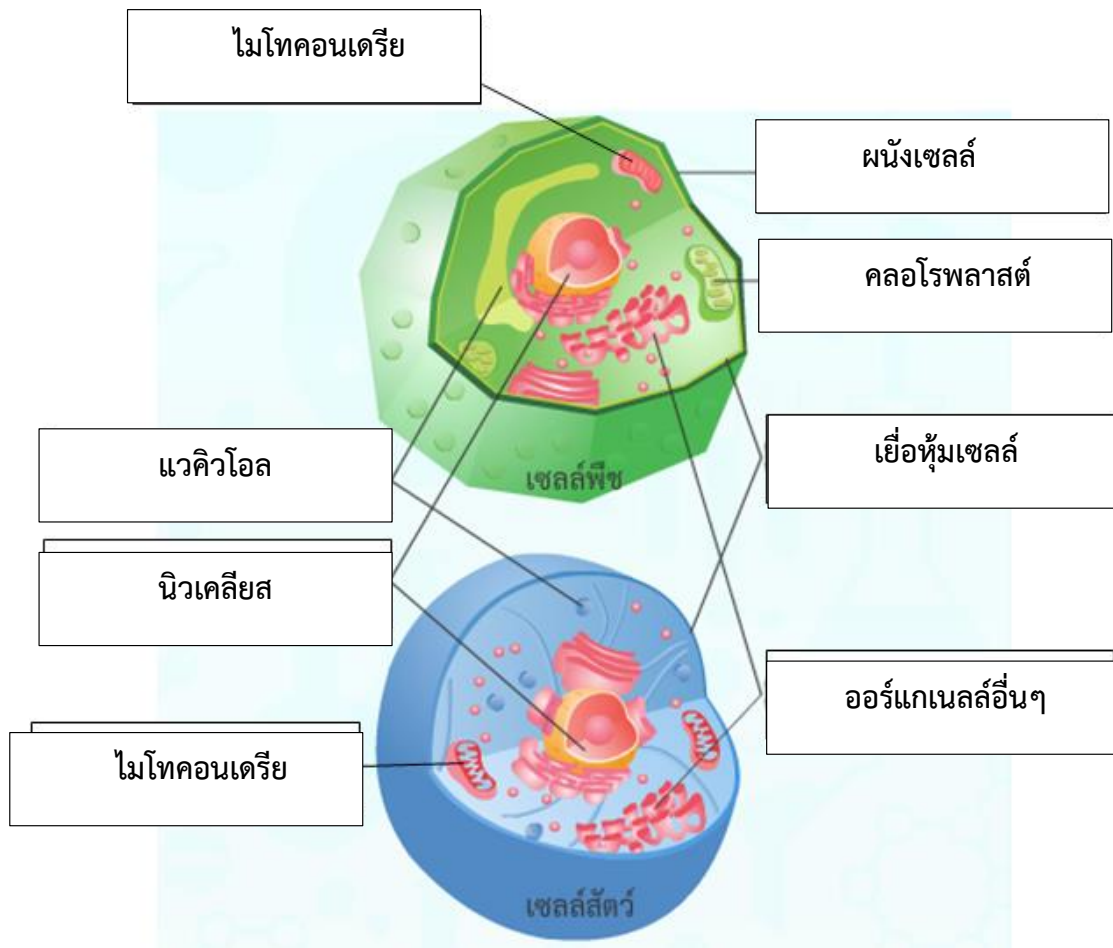 ไมโทคอนเดรีย
ผนังเซลล์
คลอโรพลาสต์
แวคิวโอล
เยื่อหุ้มเซลล์
เซลล์พืช
นิวเคลียส
ออร์แกเนลล์อื่นๆ
ไมโทคอนเดรีย
เซลล์สัตว์